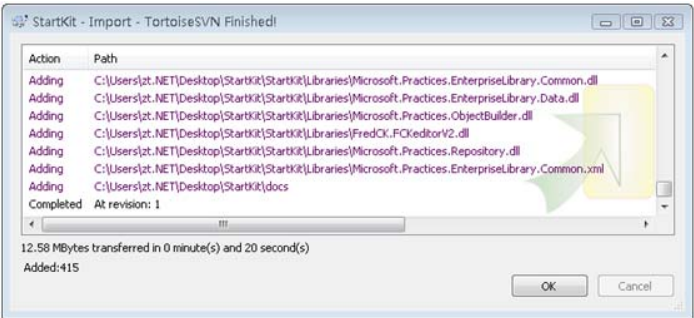 StartKit - Import - TortoiseSVN Finished!
Action Path
Adding C:\Users\zt.NET\Desktop\StartKit\StartKit\Libraries\Microsoft.Practices.EnterpriseLibrary.Common.dll
Adding C:\Users\zt.NET\Desktop\StartKit\StartKit\Libraries\Microsoft.Practices.EnterpriseLibrary.Data.dll
Adding C:\Users\zt.NET\Desktop\StartKit\StartKit\Libraries\Microsoft.Practices.ObjectBuilder.dll
Adding C:\Users\zt.NET\Desktop\StartKit\StartKit\Libraries\FredCK.FCKeditorV2.dll
Adding C:\Users\zt.NET\Desktop\StartKit\StartKit\Libraries\Microsoft.Practices.Repository.dll
Adding C:\Users\zt.NET\Desktop\StartKit\StartKit\Libraries\Microsoft.Practices.EnterpriseLibrary.Common.xml
Adding C:\Users\zt.NET\Desktop\StartKit\docs
Completed At revision: 1
12.58 MBytes transferred in 0 minute(s) and 20 second(s)
Added:415
OK Cancel